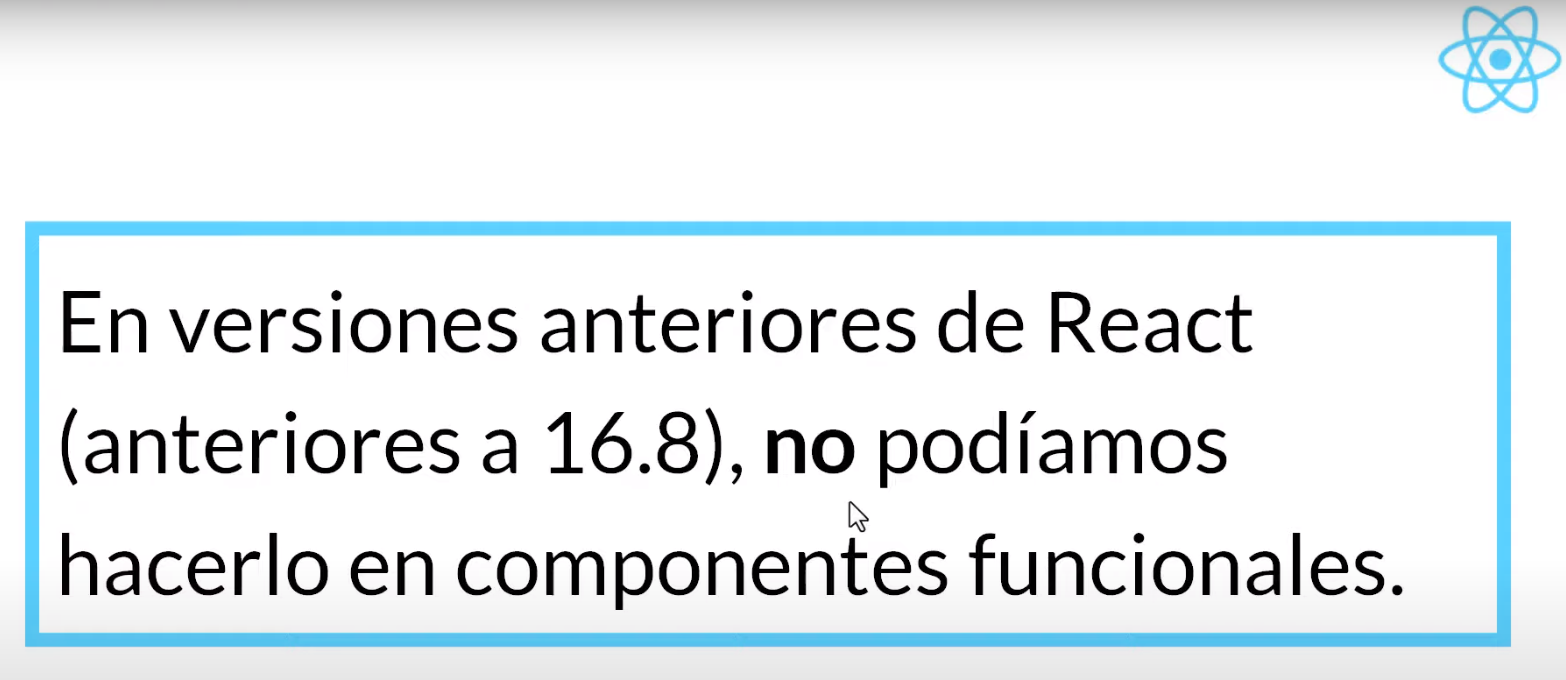 En versiones anteriores de React
(anteriores a 16.8), no podíamos
hacerlo en componentes funcionales.